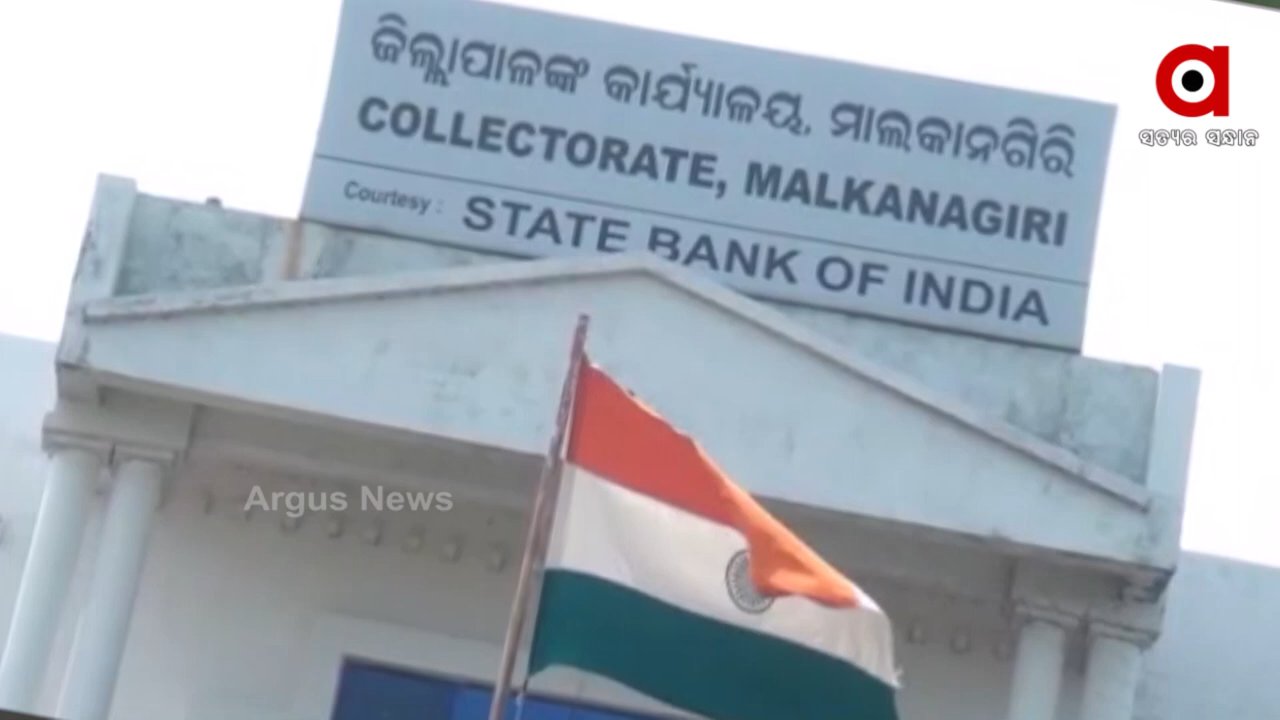 ଜିଲ୍ଲାପାଳଙ୍କ କାର୍ଯ୍ୟାଳୟ, ମାଲକାନଗିରି
COLLECTORATE, MALKANAGIRI
Courtesy : STATE BANK OF INDIA
a
ସତ୍ୟର ସନ୍ଧାନ
Argus News